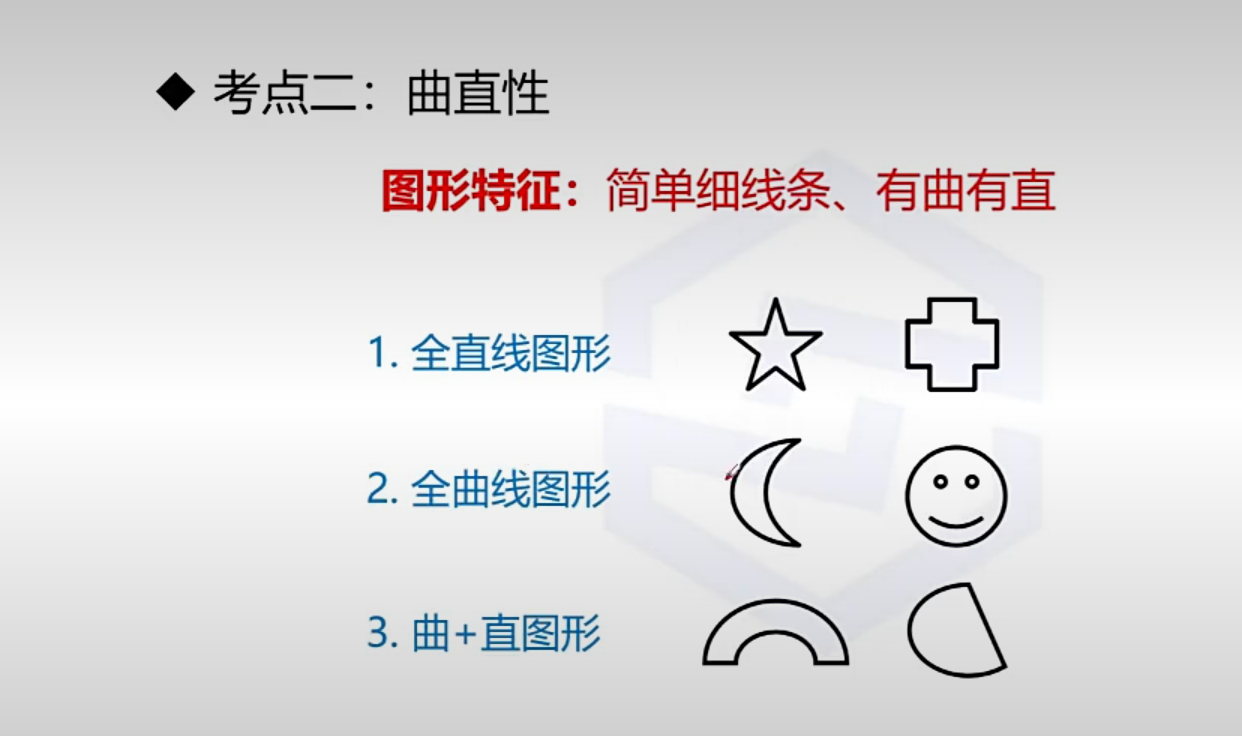 ◆ 考点二：曲直性
图形特征：简单细线条、有曲有直
1. 全直线图形
2. 全曲线图形
3. 曲+直图形